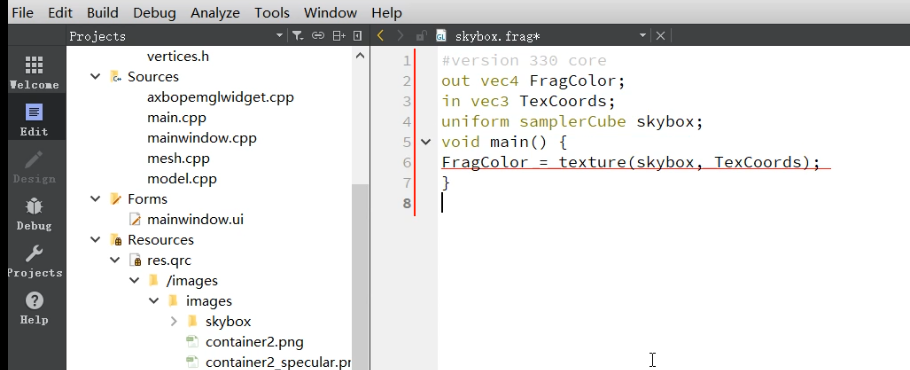 File Edit Build Debug Analyze Tools Window Help
Projects
skybox.frag*
Welcome
Edit
Design
Debug
Projects
Help
vertices.h
Sources
axbopemglwidget.cpp
main.cpp
mainwindow.cpp
mesh.cpp
model.cpp
Forms
mainwindow.ui
Resources
res.qrc
/images
images
skybox
container2.png
container2_specular.pr
1 #version 330 core
2 out vec4 FragColor;
3 in vec3 TexCoords;
4 uniform samplerCube skybox;
5 void main() {
6 FragColor = texture(skybox, TexCoords);
7 }
8